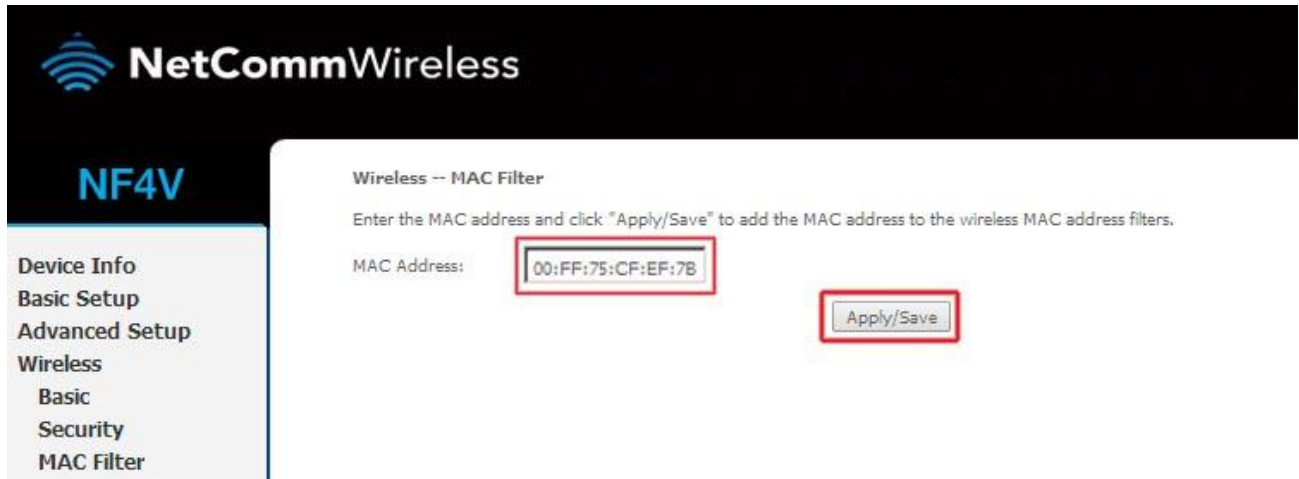 NetCommWireless
NF4V
Device Info
Basic Setup
Advanced Setup
Wireless
Basic
Security
MAC Filter
Wireless -- MAC Filter
Enter the MAC address and click "Apply/Save" to add the MAC address to the wireless MAC address filters.
MAC Address: 00:FF:75:CF:EF:7B
Apply/Save